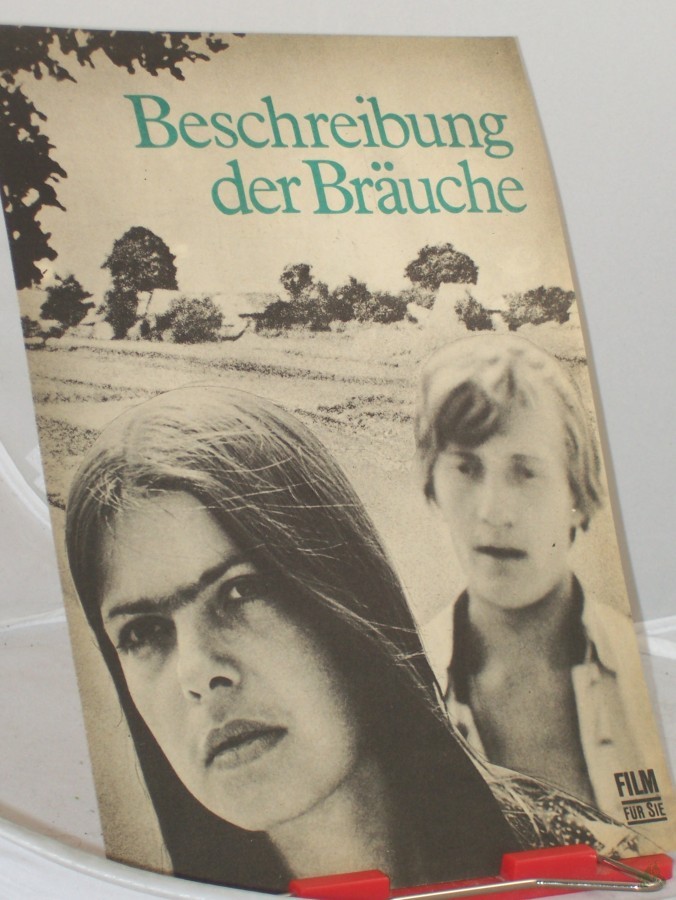 Beschreibung
der Bräuche
FILM
FÜR SIE